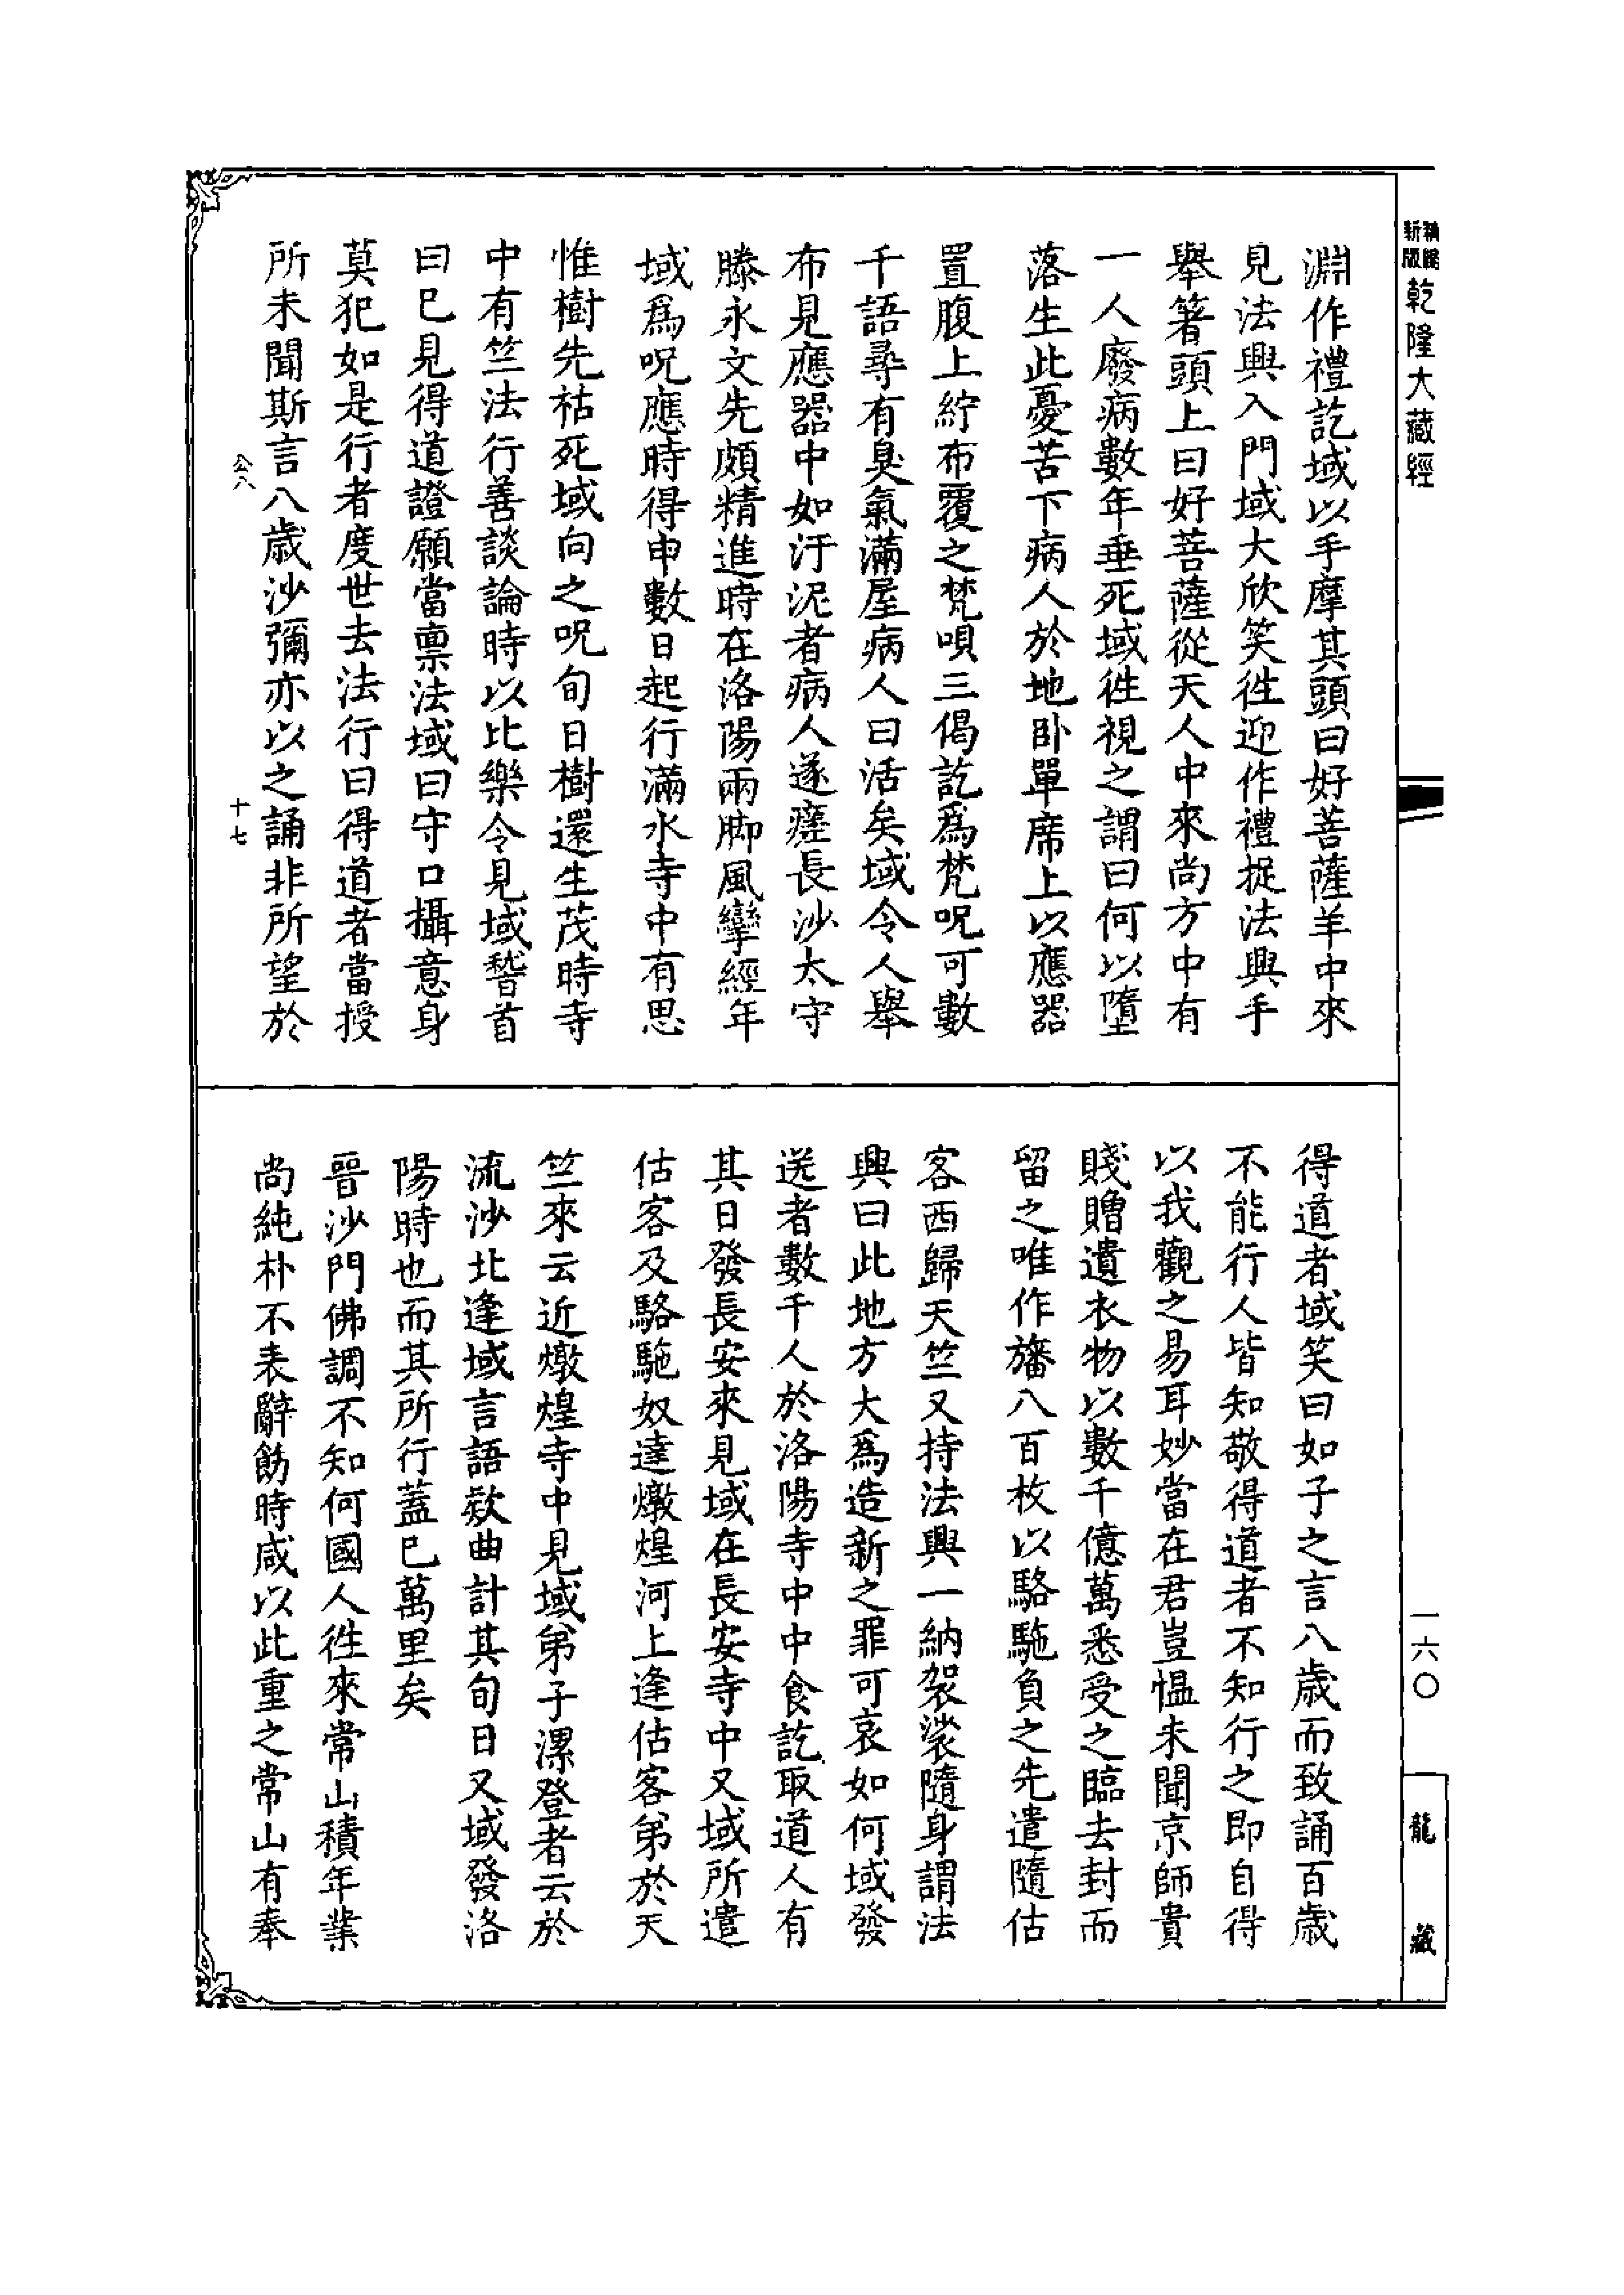 新編縮版
乾隆大藏經
淵作禮訖域以手摩其頭曰好菩薩羊中來
見法興入門域大欣笑徃迎作禮捉法興手
舉箸頭上曰好菩薩從天人中來尚方中有
一人廢病數年垂死域徃視之謂曰何以墮
落生此憂苦下病人於地卧單席上以應器
置腹上紵布覆之梵唄三偈訖爲梵呪可數
千語尋有臭氣滿屋病人曰活矣域令人舉
布見應器中如汙泥者病人遂瘥長沙太守
滕永文先頗精進時在洛陽兩脚風攣經年
域爲呪應時得申數日起行滿水寺中有思
惟樹先枯死域向之呪旬日樹還生茂時寺
中有竺法行善談論時以比樂令見域稽首
曰已見得道證願當禀法域曰守口攝意身
莫犯如是行者度世去法行曰得道者當授
所未聞斯言八歲沙彌亦以之誦非所望於
公八
十七
得道者域笑曰如子之言八歲而致誦百歲
不能行人皆知敬得道者不知行之即自得
以我觀之易耳妙當在君豈愠未聞京師貴
賤贈遺衣物以數千億萬悉受之臨去封而
留之唯作旛八百枚以駱駞負之先遣隨估
客西歸天竺又持法興一納袈裟隨身謂法
興曰此地方大爲造新之罪可哀如何域發
送者數千人於洛陽寺中中食訖取道人有
其日發長安來見域在長安寺中又域所遣
估客及駱駞奴達燉煌河上逢估客弟於天
竺來云近燉煌寺中見域弟子漯登者云於
流沙北逢域言語欵曲計其旬日又域發洛
陽時也而其所行蓋已萬里矣
晉沙門佛調不知何國人徃來常山積年業
尚純朴不表辭飾時咸以此重之常山有奉
一六〇
龍
藏